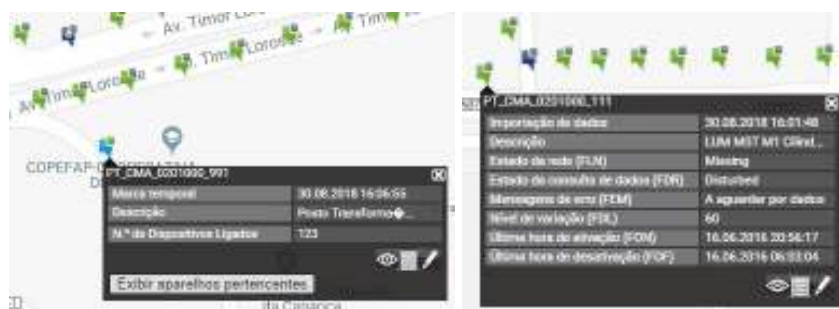 Av. Timor Lorosae
Av. Timor Lorosae
COPEFAP
PT_CMA_0201000_991
Marca temporal 30.08.2018 16:06:55
Descrição Posto Transforma�...
N.º de Dispositivos Ligados 123
Exibir aparelhos pertencentes
da Caparica
PT_CMA_0201000_111
Importação de dados 30.08.2018 16:01:48
Descrição LUM MST M1 Cilind...
Estado da rede (FLN) Missing
Estado da consulta de dados (FDR) Disturbed
Mensagens de erro (FEM) A aguardar por dados
Nível de variação (FDL) 60
Última hora de ativação (FON) 16.06.2016 20:56:17
Última hora de desativação (FOF) 16.06.2016 06:03:04